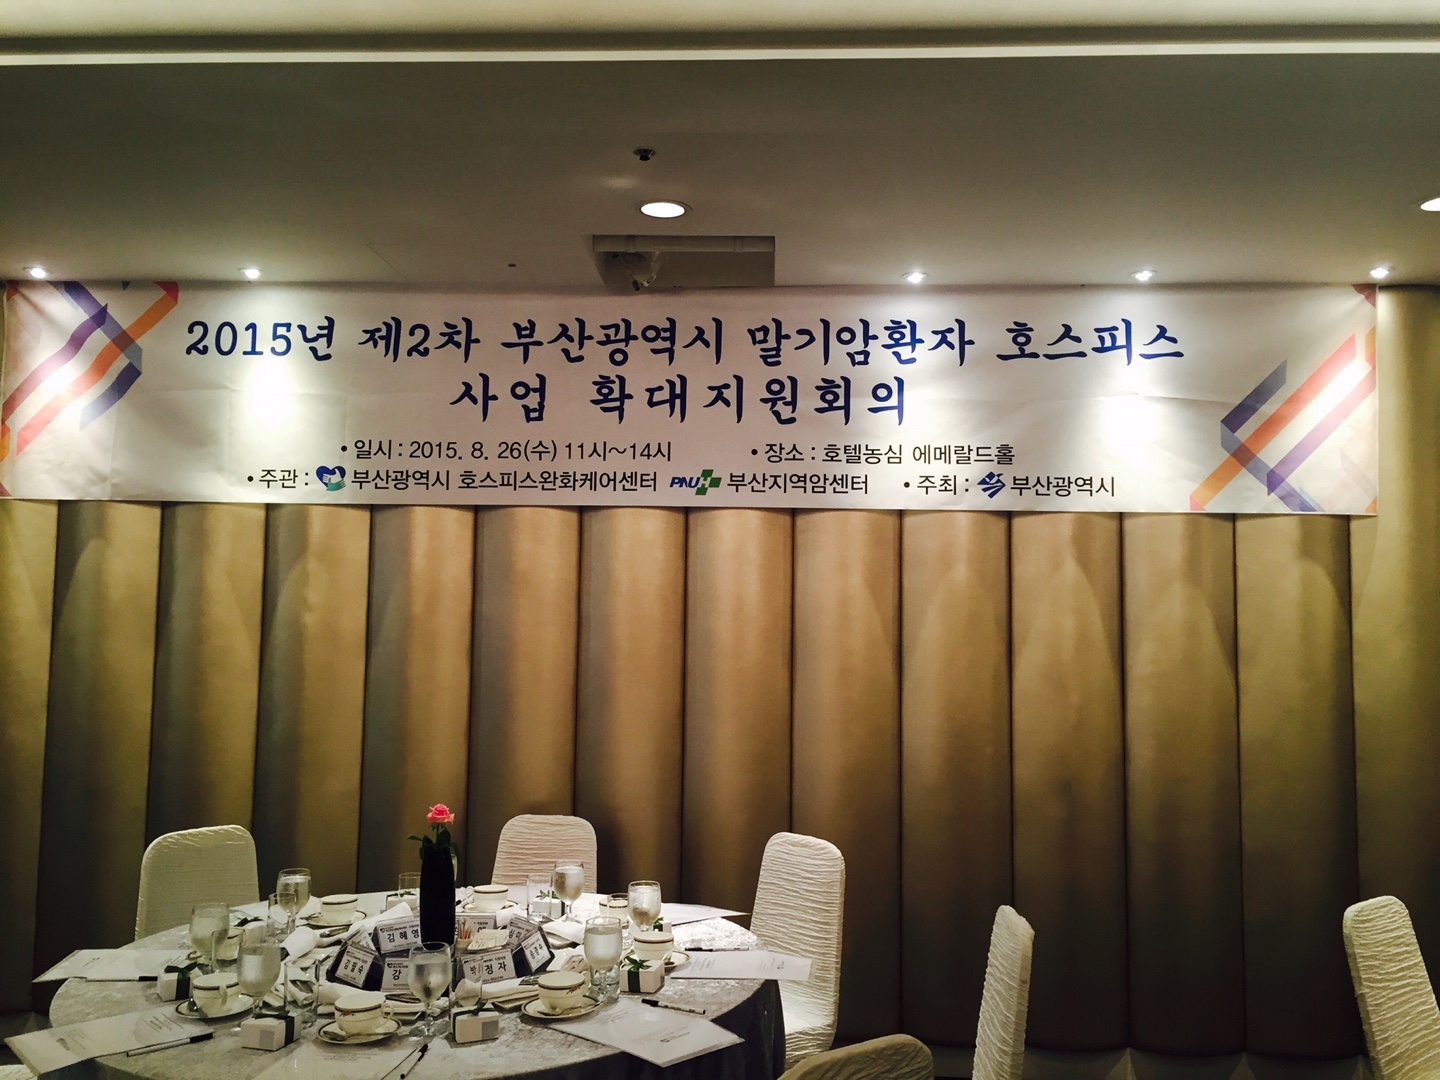 2015년 제2차 부산광역시 말기암환자 호스피스
사업 확대지원회의
• 일시 : 2015. 8. 26(수) 11시~14시 • 장소 : 호텔농심 에메랄드홀
• 주관 : 부산광역시 호스피스완화케어센터 PNUH 부산지역암센터 • 주최 : 부산광역시
김혜영
강
박정자